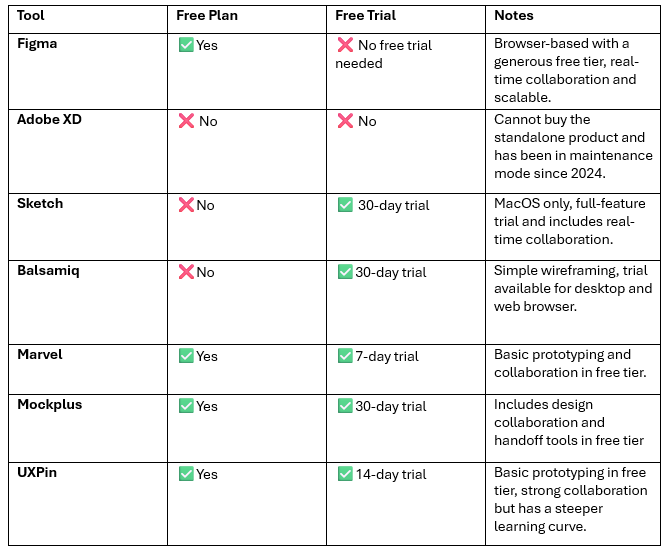 Tool Free Plan Free Trial Notes
Figma ✅ Yes ❌ No free trial needed Browser-based with a
generous free tier, real-
time collaboration and
scalable.
Adobe XD ❌ No ❌ No Cannot buy the
standalone product and
has been in maintenance
mode since 2024.
Sketch ❌ No ✅ 30-day trial MacOS only, full-feature
trial and includes real-
time collaboration.
Balsamiq ❌ No ✅ 30-day trial Simple wireframing, trial
available for desktop and
web browser.
Marvel ✅ Yes ✅ 7-day trial Basic prototyping and
collaboration in free tier.
Mockplus ✅ Yes ✅ 30-day trial Includes design
collaboration and
handoff tools in free tier
UXPin ✅ Yes ✅ 14-day trial Basic prototyping in free
tier, strong collaboration
but has a steeper
learning curve.